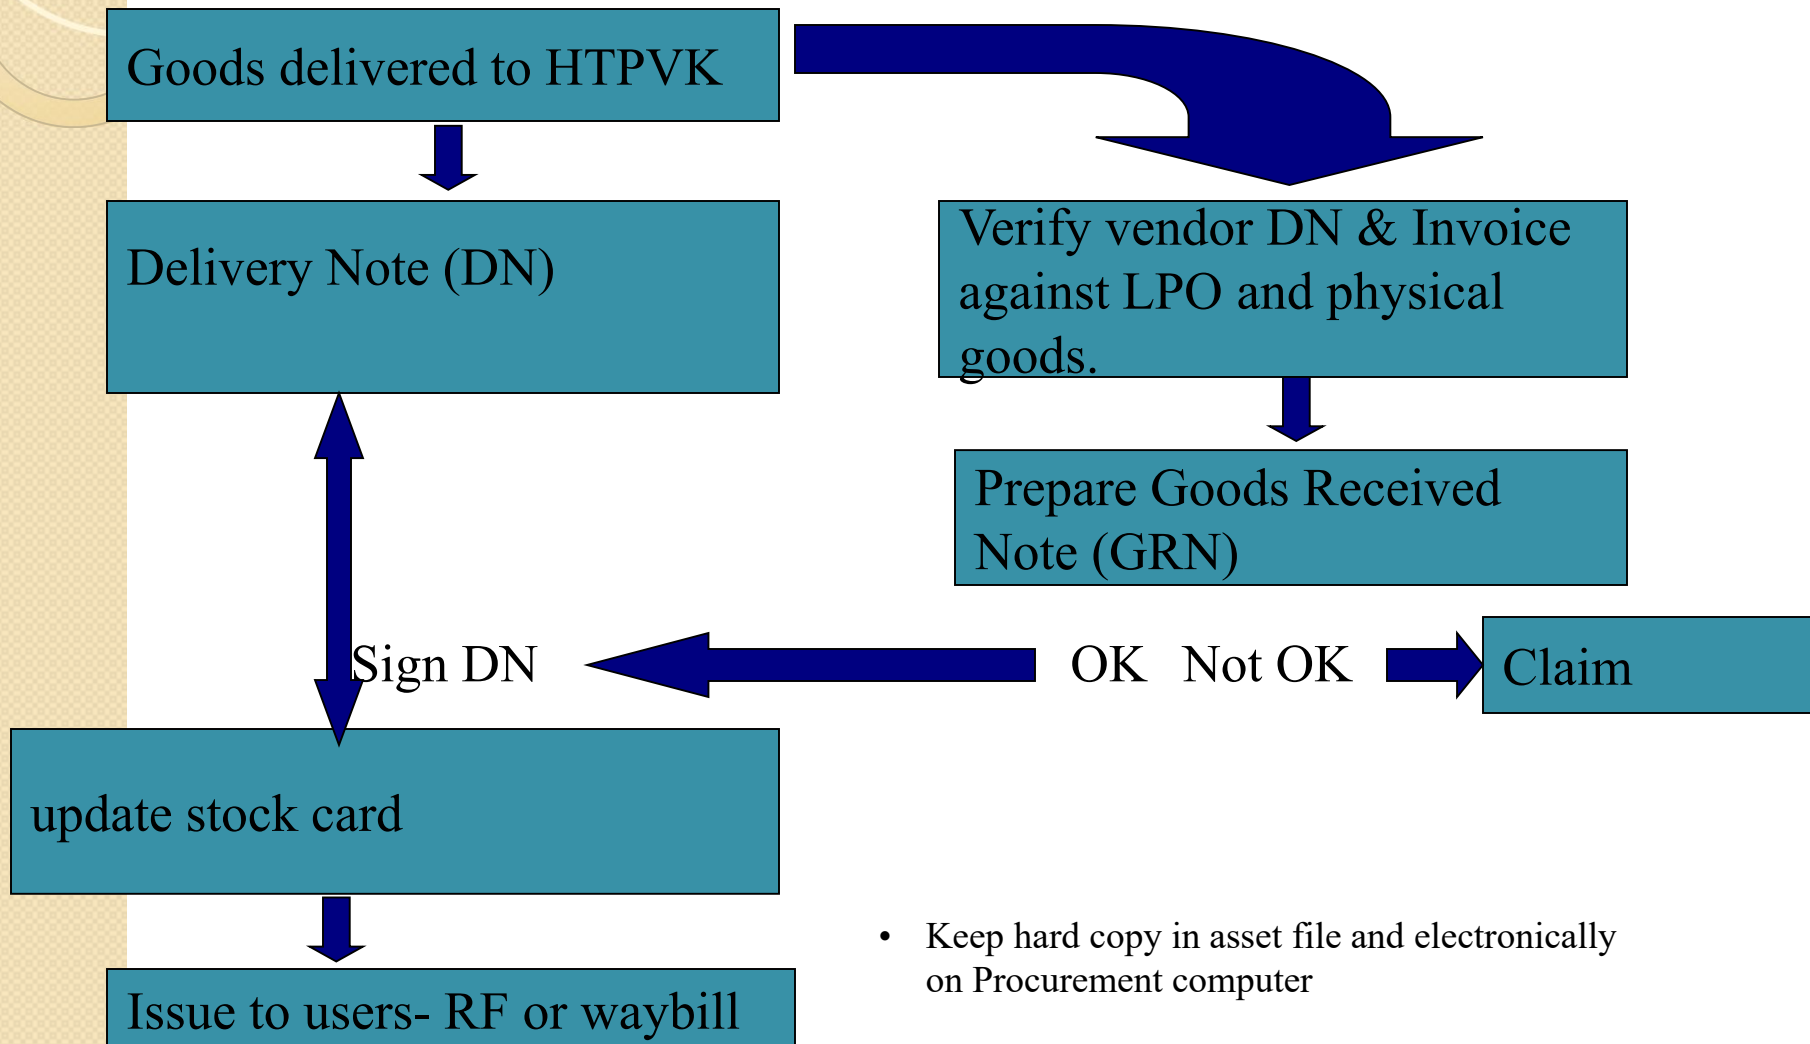 Goods delivered to HTPVK
Delivery Note (DN)
Verify vendor DN & Invoice
against LPO and physical
goods.
Prepare Goods Received
Note (GRN)
Sign DN
OK
Not OK
Claim
update stock card
• Keep hard copy in asset file and electronically
on Procurement computer
Issue to users- RF or waybill